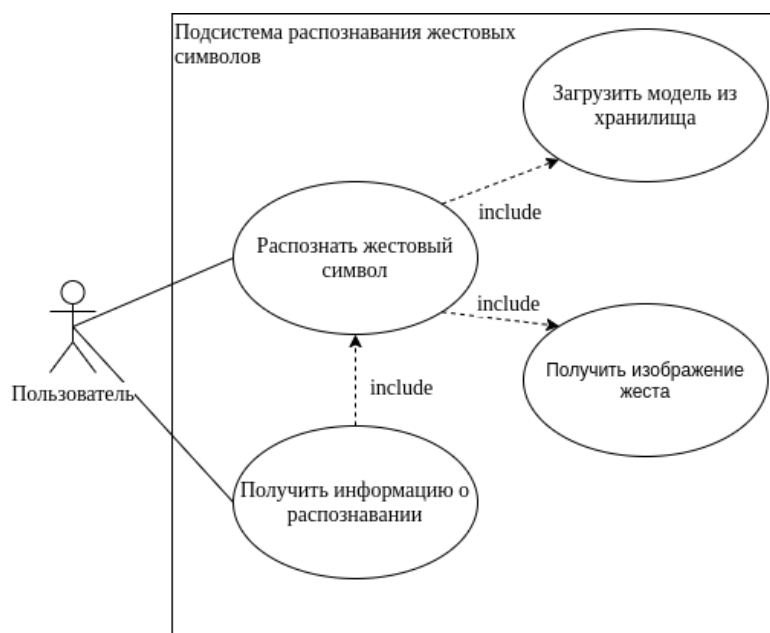 Подсистема распознавания жестовых
символов
Загрузить модель из
хранилища
include
Распознать жестовый
символ
include
Получить изображение
жеста
Пользователь
include
Получить информацию о
распознавании